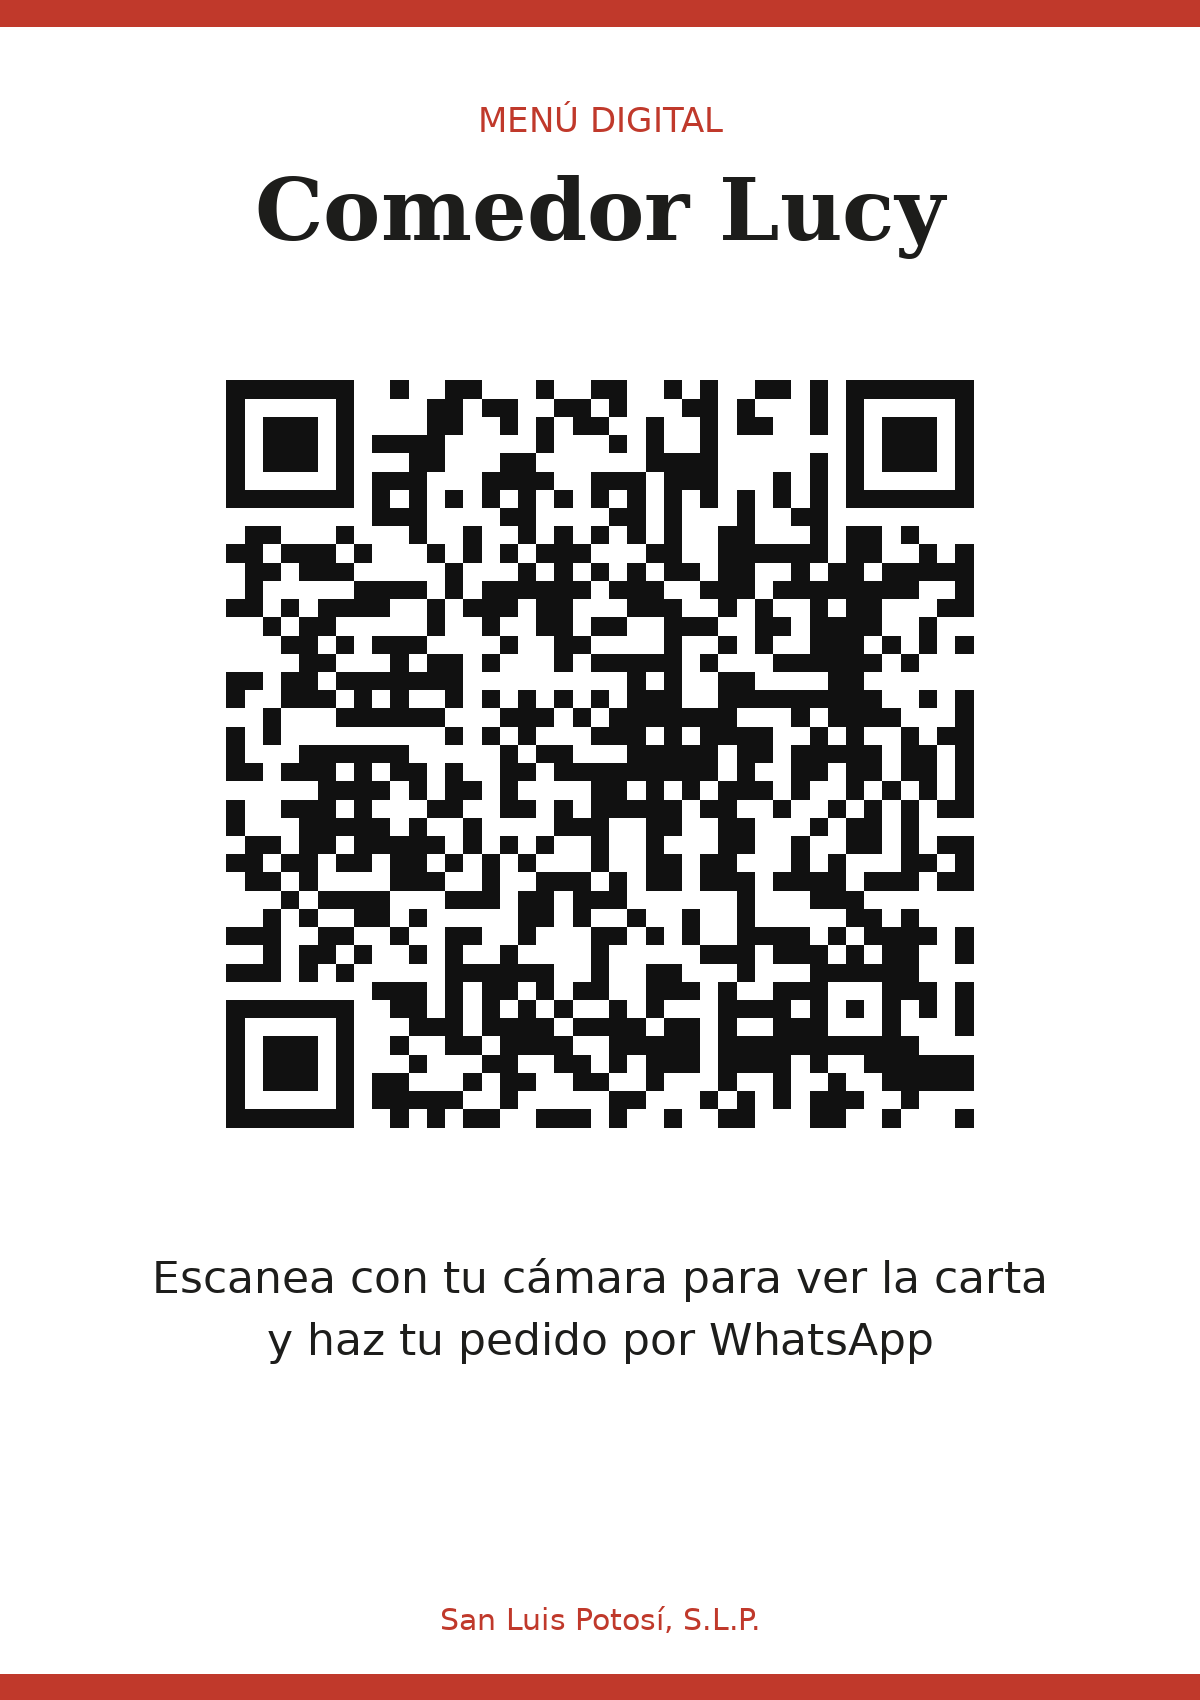 MENÚ DIGITAL
Comedor Lucy
Escanea con tu cámara para ver la carta
y haz tu pedido por WhatsApp
San Luis Potosí, S.L.P.